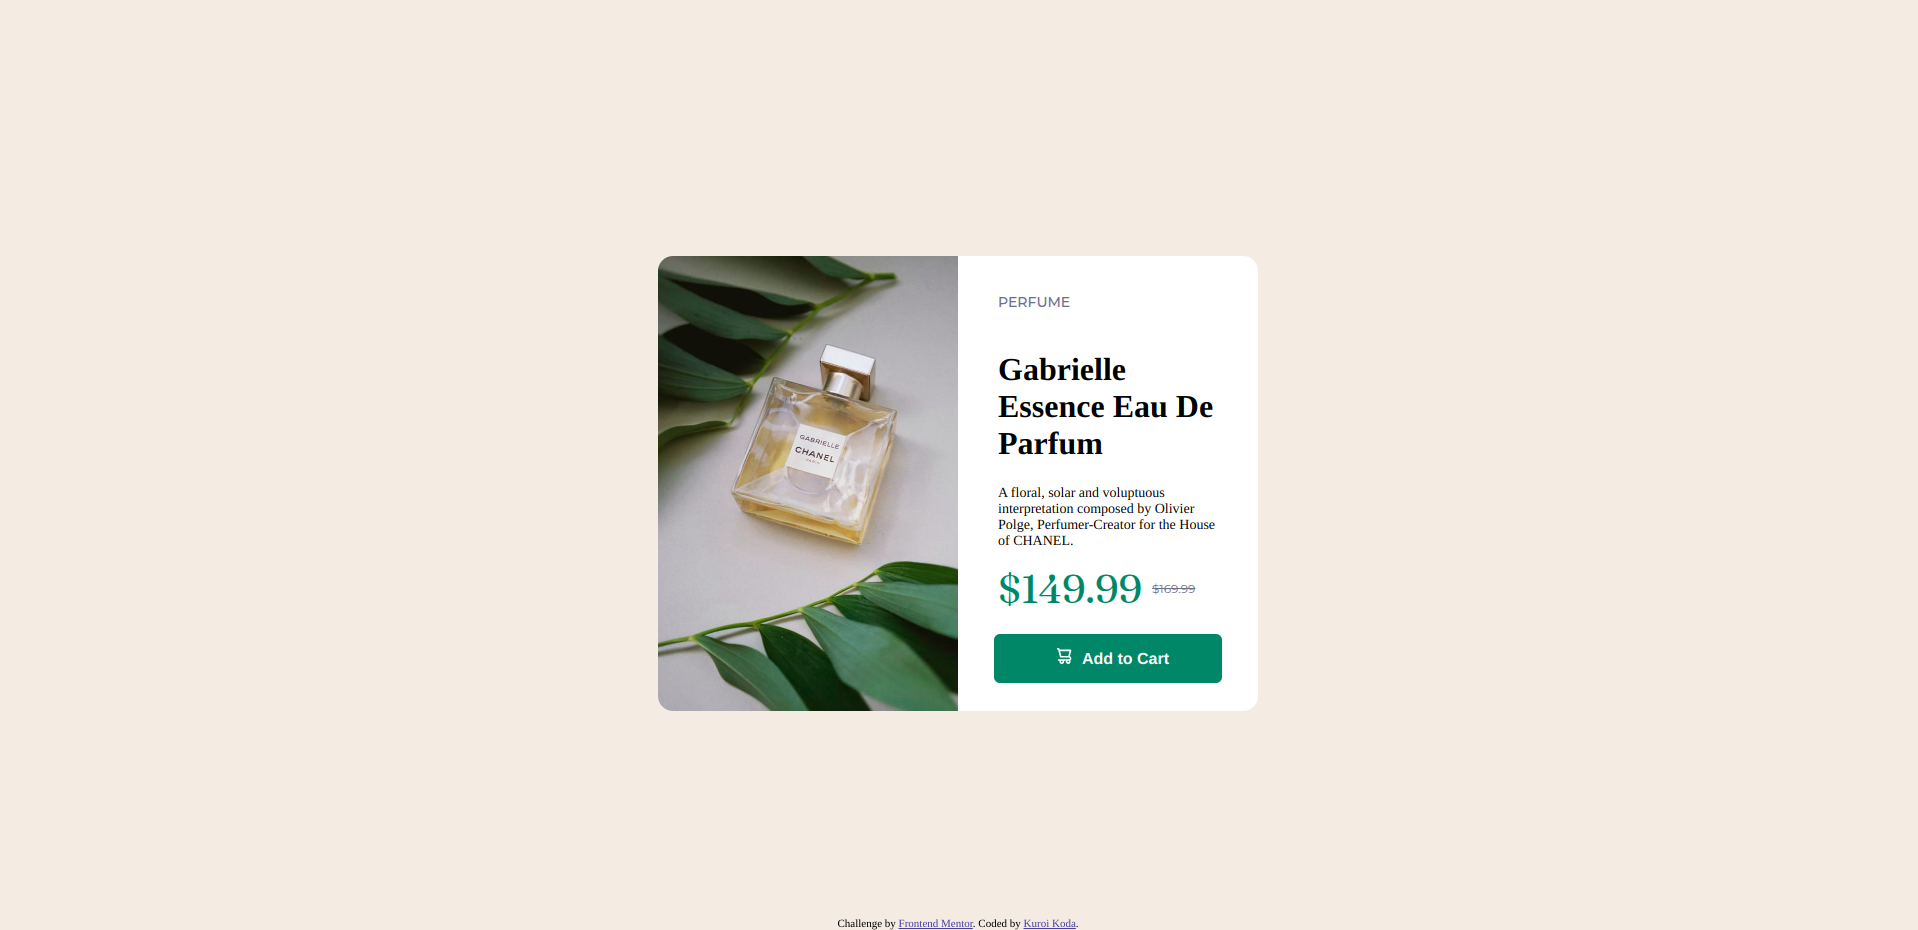 GABRIELLE
CHANEL
PARIS
PERFUME
Gabrielle
Essence Eau De
Parfum
A floral, solar and voluptuous
interpretation composed by Olivier
Polge, Perfumer-Creator for the House
of CHANEL.
$149.99 $169.99
Add to Cart
Challenge by Frontend Mentor. Coded by Kuroi Koda.